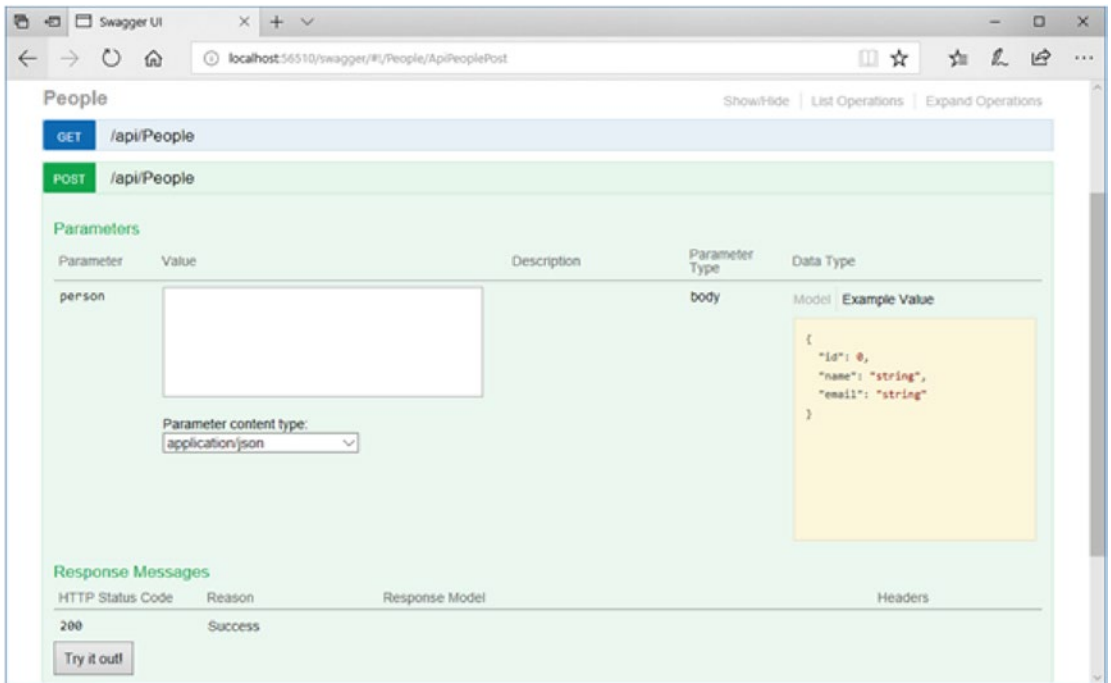 Swagger UI
localhost:56510/swagger/#!/People/ApiPeoplePost
People
Show/Hide List Operations Expand Operations
GET /api/People
POST /api/People
Parameters
Parameter Value Description Parameter Type Data Type
person body Model Example Value
{
"id": 0,
"name": "string",
"email": "string"
}
Parameter content type:
application/json
Response Messages
HTTP Status Code Reason Response Model Headers
200 Success
Try it out!